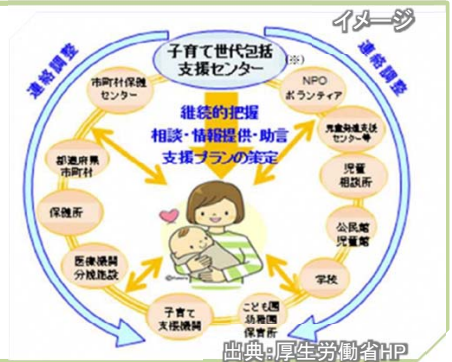 イメージ
子育て世代包括
支援センター
(※)
連絡調整
連絡調整
市町村保健
センター
NPO
ボランティア
継続的把握
相談・情報提供・助言
支援プランの策定
児童発達支援
センター等
都道府県
市町村
児童
相談所
保健所
公民館
児童館
医療機関
分娩施設
学校
子育て
支援機関
こども園
幼稚園
保育所
出典:厚生労働省HP